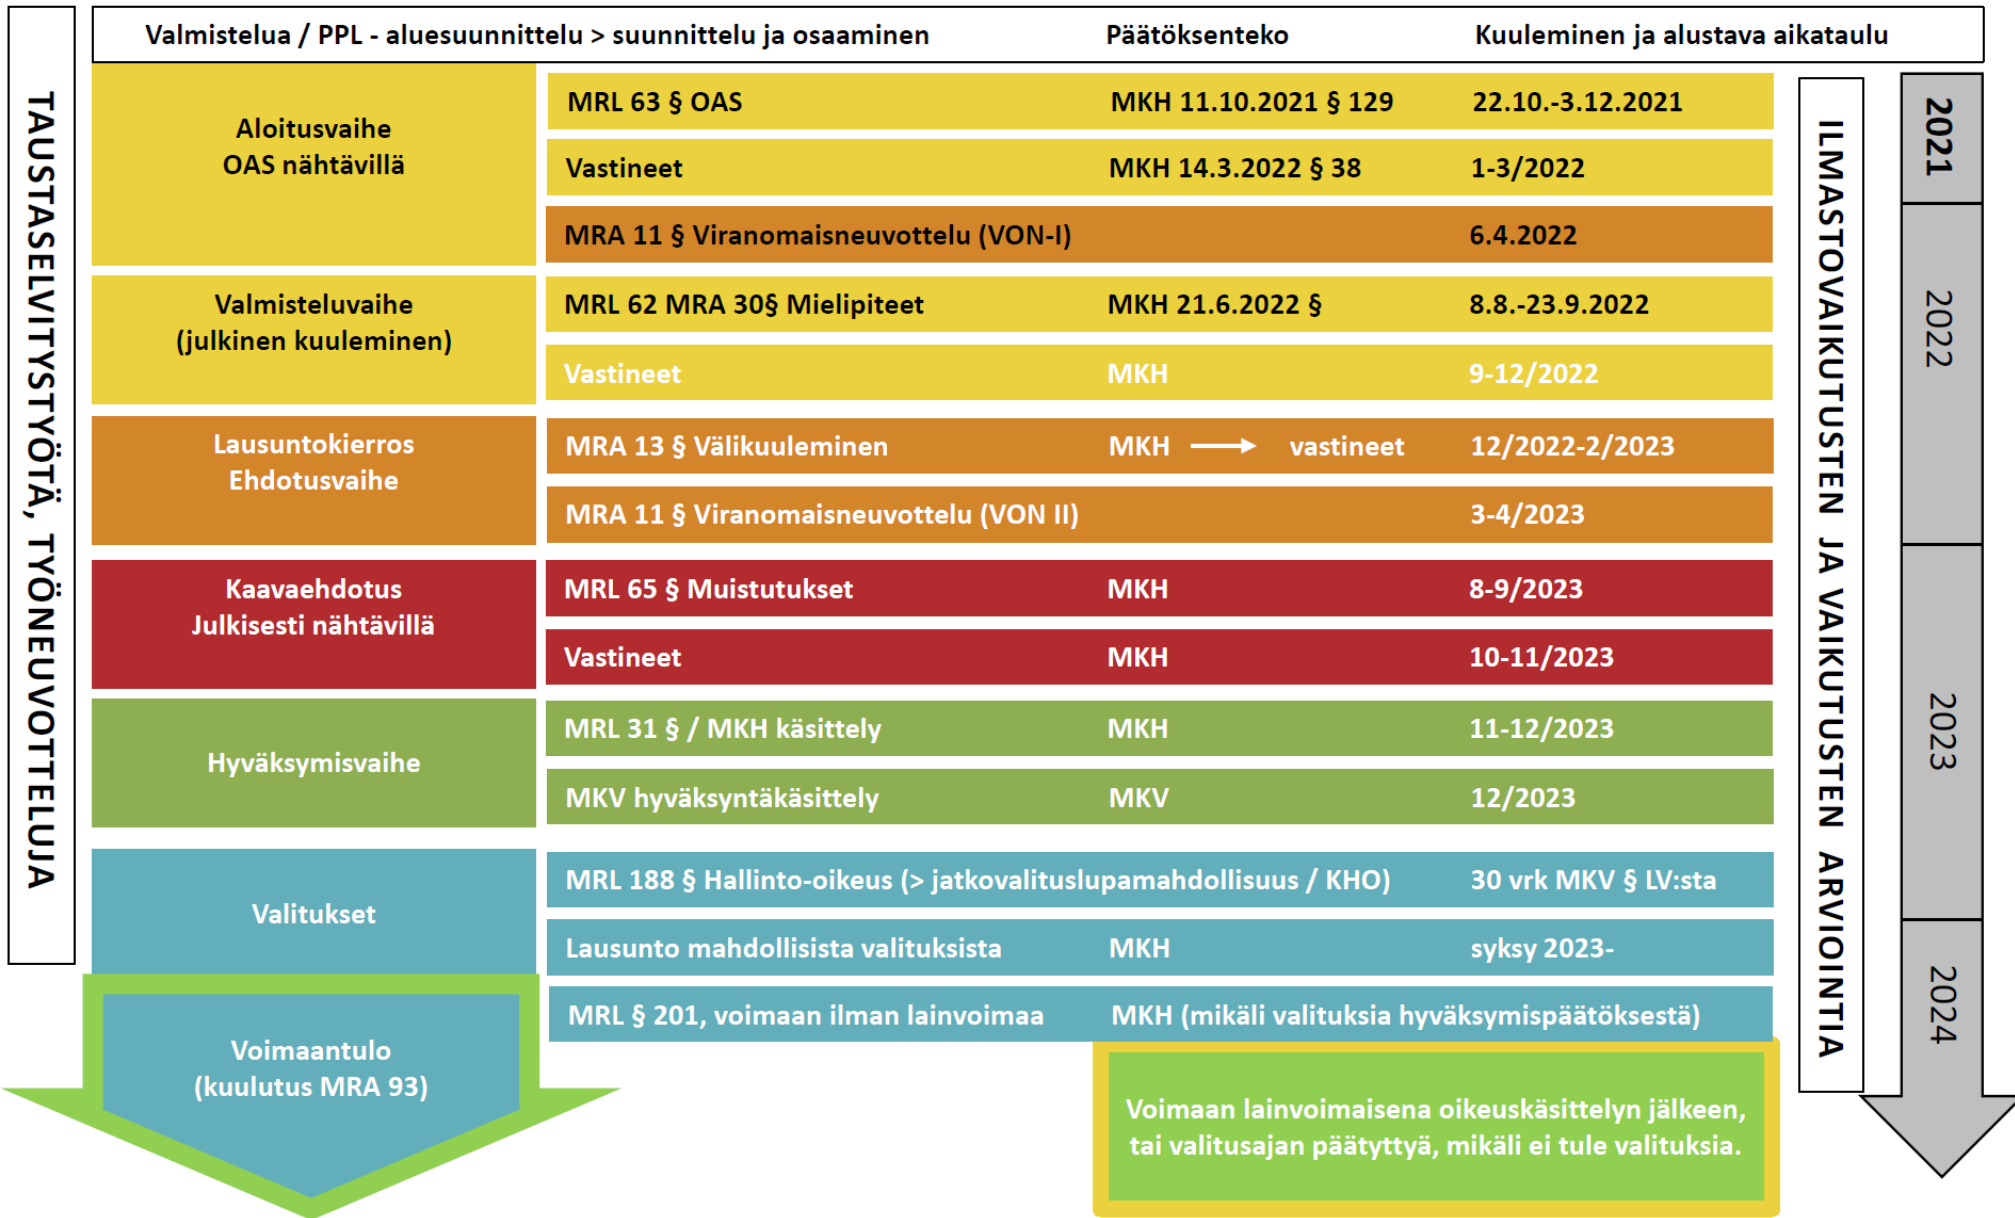 Valmistelua / PPL - aluesuunnittelu > suunnittelu ja osaaminen Päätöksenteko Kuuleminen ja alustava aikataulu
TAUSTASELVITYSTYÖTÄ, TYÖNEUVOTTELUJA
Aloitusvaihe
OAS nähtävillä
MRL 63 § OAS MKH 11.10.2021 § 129 22.10.-3.12.2021
Vastineet MKH 14.3.2022 § 38 1-3/2022
MRA 11 § Viranomaisneuvottelu (VON-I) 6.4.2022
Valmisteluvaihe
(julkinen kuuleminen)
MRL 62 MRA 30§ Mielipiteet MKH 21.6.2022 § 8.8.-23.9.2022
Vastineet MKH 9-12/2022
Lausuntokierros
Ehdotusvaihe
MRA 13 § Välikuuleminen MKH → vastineet 12/2022-2/2023
MRA 11 § Viranomaisneuvottelu (VON II) 3-4/2023
Kaavaehdotus
Julkisesti nähtävillä
MRL 65 § Muistutukset MKH 8-9/2023
Vastineet MKH 10-11/2023
Hyväksymisvaihe
MRL 31 § / MKH käsittely MKH 11-12/2023
MKV hyväksyntäkäsittely MKV 12/2023
Valitukset
MRL 188 § Hallinto-oikeus (> jatkovalituslupamahdollisuus / KHO) 30 vrk MKV § LV:sta
Lausunto mahdollisista valituksista MKH syksy 2023-
MRL § 201, voimaan ilman lainvoimaa MKH (mikäli valituksia hyväksymispäätöksestä)
Voimaantulo
(kuulutus MRA 93)
Voimaan lainvoimaisena oikeuskäsittelyn jälkeen,
tai valitusajan päätyttyä, mikäli ei tule valituksia.
ILMASTOVAIKUTUSTEN JA VAIKUTUSTEN ARVIOINTIA
2021
2022
2023
2024